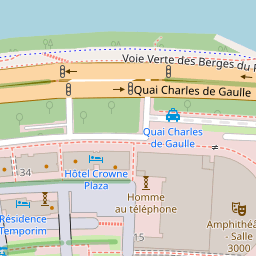 Voie Verte des Berges du
Quai Charles de Gaulle
Quai Charles
de Gaulle
Hôtel Crowne
Plaza
34
Homme
au téléphone
Résidence
Temporim
Amphithé
- Salle
3000
15